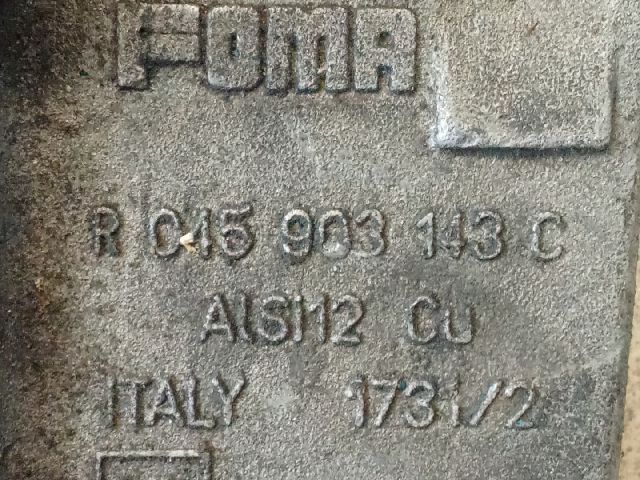 FOMA
R 045 903 143 C
AlSi12 Cu
ITALY 1731/2